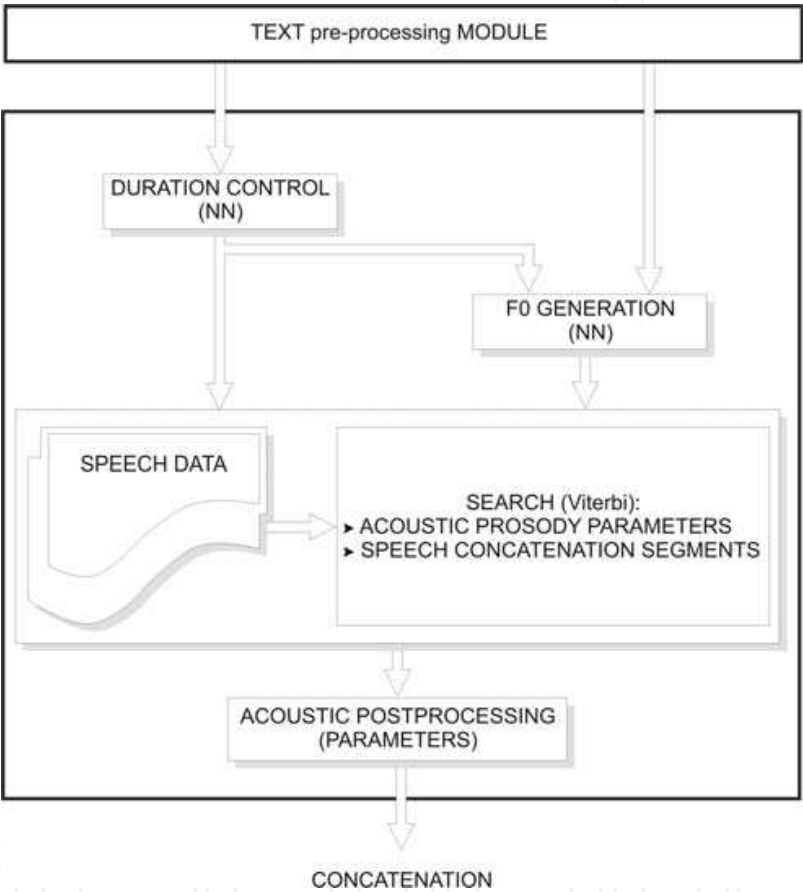 TEXT pre-processing MODULE
DURATION CONTROL
(NN)
F0 GENERATION
(NN)
SPEECH DATA
SEARCH (Viterbi):
➤ ACOUSTIC PROSODY PARAMETERS
➤ SPEECH CONCATENATION SEGMENTS
ACOUSTIC POSTPROCESSING
(PARAMETERS)
CONCATENATION